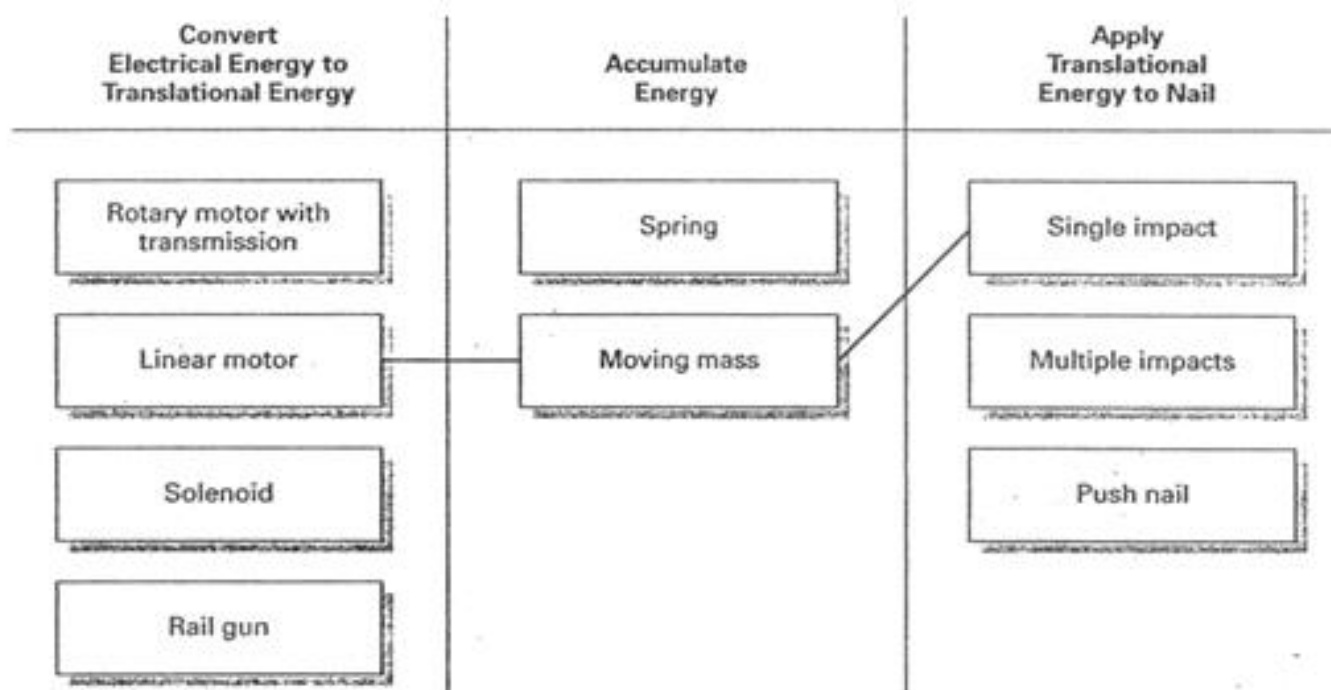 Convert
Electrical Energy to
Translational Energy
Accumulate
Energy
Apply
Translational
Energy to Nail
Rotary motor with
transmission
Spring
Single impact
Linear motor
Moving mass
Multiple impacts
Solenoid
Push nail
Rail gun